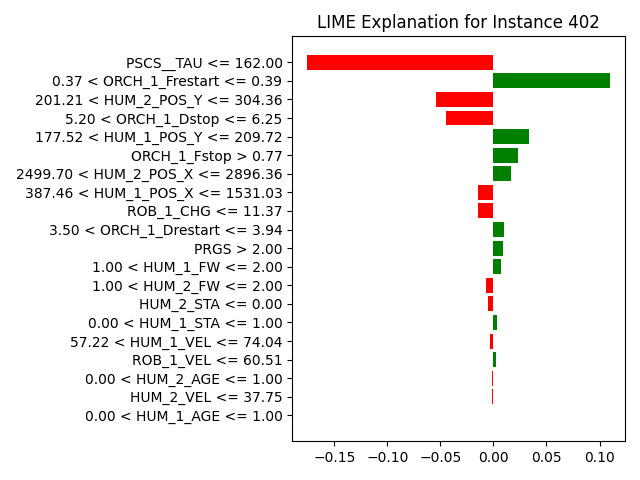 LIME Explanation for Instance 402
PSCS__TAU <= 162.00
0.37 < ORCH_1_Frestart <= 0.39
201.21 < HUM_2_POS_Y <= 304.36
5.20 < ORCH_1_Dstop <= 6.25
177.52 < HUM_1_POS_Y <= 209.72
ORCH_1_Fstop > 0.77
2499.70 < HUM_2_POS_X <= 2896.36
387.46 < HUM_1_POS_X <= 1531.03
ROB_1_CHG <= 11.37
3.50 < ORCH_1_Drestart <= 3.94
PRGS > 2.00
1.00 < HUM_1_FW <= 2.00
1.00 < HUM_2_FW <= 2.00
HUM_2_STA <= 0.00
0.00 < HUM_1_STA <= 1.00
57.22 < HUM_1_VEL <= 74.04
ROB_1_VEL <= 60.51
0.00 < HUM_2_AGE <= 1.00
HUM_2_VEL <= 37.75
0.00 < HUM_1_AGE <= 1.00
−0.15 −0.10 −0.05 0.00 0.05 0.10